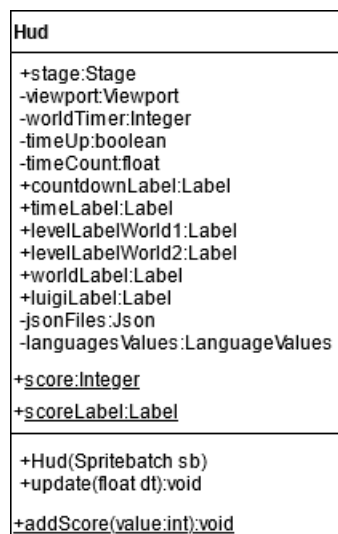 Hud
+stage:Stage
-viewport:Viewport
-worldTimer:Integer
-timeUp:boolean
-timeCount:float
+countdownLabel:Label
+timeLabel:Label
+levelLabelWorld1:Label
+levelLabelWorld2:Label
+worldLabel:Label
+luigiLabel:Label
-jsonFiles:Json
-languagesValues:LanguageValues
+score:Integer
+scoreLabel:Label
+Hud(Spritebatch sb)
+update(float dt):void
+addScore(value:int):void